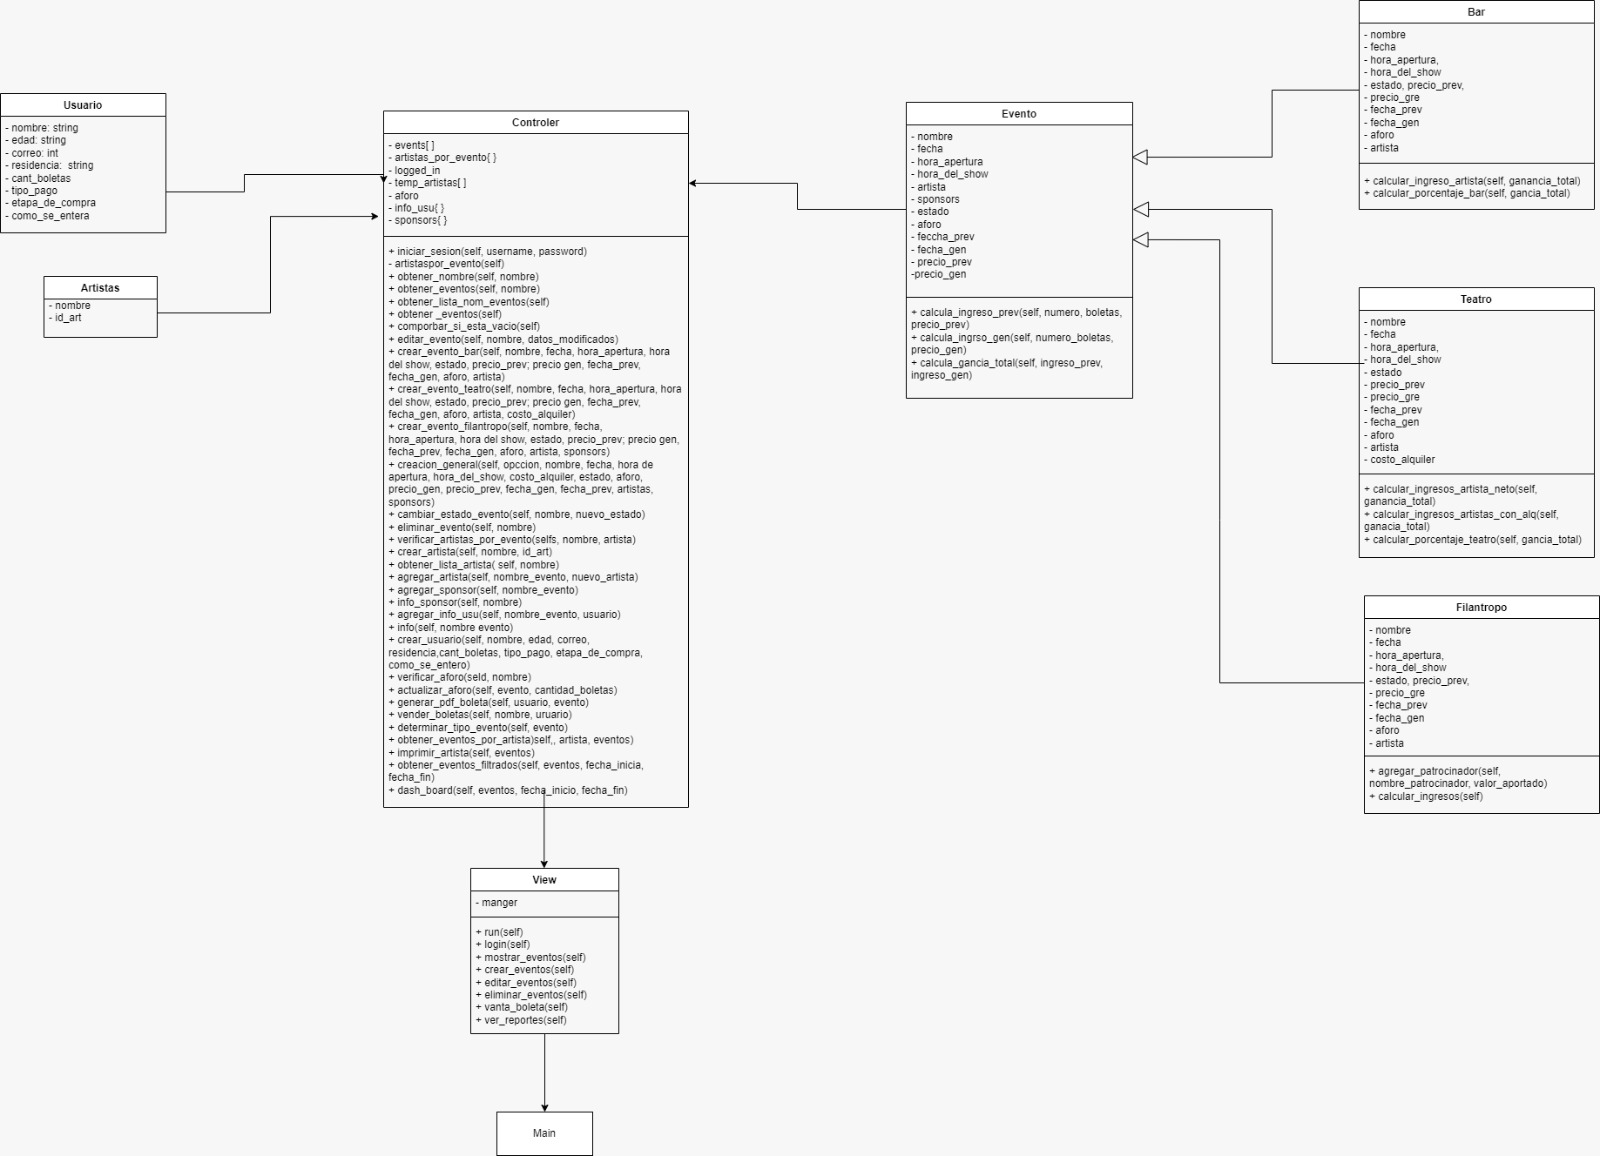 Usuario
- nombre: string
- edad: string
- correo: int
- residencia:  string
- cant_boletas
- tipo_pago
- etapa_de_compra
- como_se_entera
Artistas
- nombre
- id_art
Controler
- events[ ]
- artistas_por_evento{ }
- logged_in
- temp_artistas[ ]
- aforo
- info_usu{ }
- sponsors{ }
+ iniciar_sesion(self, username, password)
- artistaspor_evento(self)
+ obtener_nombre(self, nombre)
+ obtener_eventos(self, nombre)
+ obtener_lista_nom_eventos(self)
+ obtener _eventos(self)
+ comporbar_si_esta_vacio(self)
+ editar_evento(self, nombre, datos_modificados)
+ crear_evento_bar(self, nombre, fecha, hora_apertura, hora
del show, estado, precio_prev; precio gen, fecha_prev,
fecha_gen, aforo, artista)
+ crear_evento_teatro(self, nombre, fecha, hora_apertura, hora
del show, estado, precio_prev; precio gen, fecha_prev,
fecha_gen, aforo, artista, costo_alquiler)
+ crear_evento_filantropo(self, nombre, fecha,
hora_apertura, hora del show, estado, precio_prev; precio gen,
fecha_prev, fecha_gen, aforo, artista, sponsors)
+ creacion_general(self, opccion, nombre, fecha, hora de
apertura, hora_del_show, costo_alquiler, estado, aforo,
precio_gen, precio_prev, fecha_gen, fecha_prev, artistas,
sponsors)
+ cambiar_estado_evento(self, nombre, nuevo_estado)
+ eliminar_evento(self, nombre)
+ verificar_artistas_por_evento(selfs, nombre, artista)
+ crear_artista(self, nombre, id_art)
+ obtener_lista_artista( self, nombre)
+ agregar_artista(self, nombre_evento, nuevo_artista)
+ agregar_sponsor(self, nombre_evento)
+ info_sponsor(self, nombre)
+ agregar_info_usu(self, nombre_evento, usuario)
+ info(self, nombre evento)
+ crear_usuario(self, nombre, edad, correo,
residencia,cant_boletas, tipo_pago, etapa_de_compra,
como_se_entero)
+ verificar_aforo(seld, nombre)
+ actualizar_aforo(self, evento, cantidad_boletas)
+ generar_pdf_boleta(self, usuario, evento)
+ vender_boletas(self, nombre, uruario)
+ determinar_tipo_evento(self, evento)
+ obtener_eventos_por_artista)self,, artista, eventos)
+ imprimir_artista(self, eventos)
+ obtener_eventos_filtrados(self, eventos, fecha_inicia,
fecha_fin)
+ dash_board(self, eventos, fecha_inicio, fecha_fin)
View
- manger
+ run(self)
+ login(self)
+ mostrar_eventos(self)
+ crear_eventos(self)
+ editar_eventos(self)
+ eliminar_eventos(self)
+ vanta_boleta(self)
+ ver_reportes(self)
Main
Evento
- nombre
- fecha
- hora_apertura
- hora_del_show
- artista
- sponsors
- estado
- aforo
- feccha_prev
- fecha_gen
- precio_prev
-precio_gen
+ calcula_ingreso_prev(self, numero, boletas,
precio_prev)
+ calcula_ingrso_gen(self, numero_boletas,
precio_gen)
+ calcula_gancia_total(self, ingreso_prev,
ingreso_gen)
Bar
- nombre
- fecha
- hora_apertura,
- hora_del_show
- estado, precio_prev,
- precio_gre
- fecha_prev
- fecha_gen
- aforo
- artista
+ calcular_ingreso_artista(self, ganancia_total)
+ calcular_porcentaje_bar(self, gancia_total)
Teatro
- nombre
- fecha
- hora_apertura,
- hora_del_show
- estado
- precio_prev
- precio_gre
- fecha_prev
- fecha_gen
- aforo
- artista
- costo_alquiler
+ calcular_ingresos_artista_neto(self,
ganancia_total)
+ calcular_ingresos_artistas_con_alq(self,
ganacia_total)
+ calcular_porcentaje_teatro(self, gancia_total)
Filantropo
- nombre
- fecha
- hora_apertura,
- hora_del_show
- estado, precio_prev,
- precio_gre
- fecha_prev
- fecha_gen
- aforo
- artista
+ agregar_patrocinador(self,
nombre_patrocinador, valor_aportado)
+ calcular_ingresos(self)